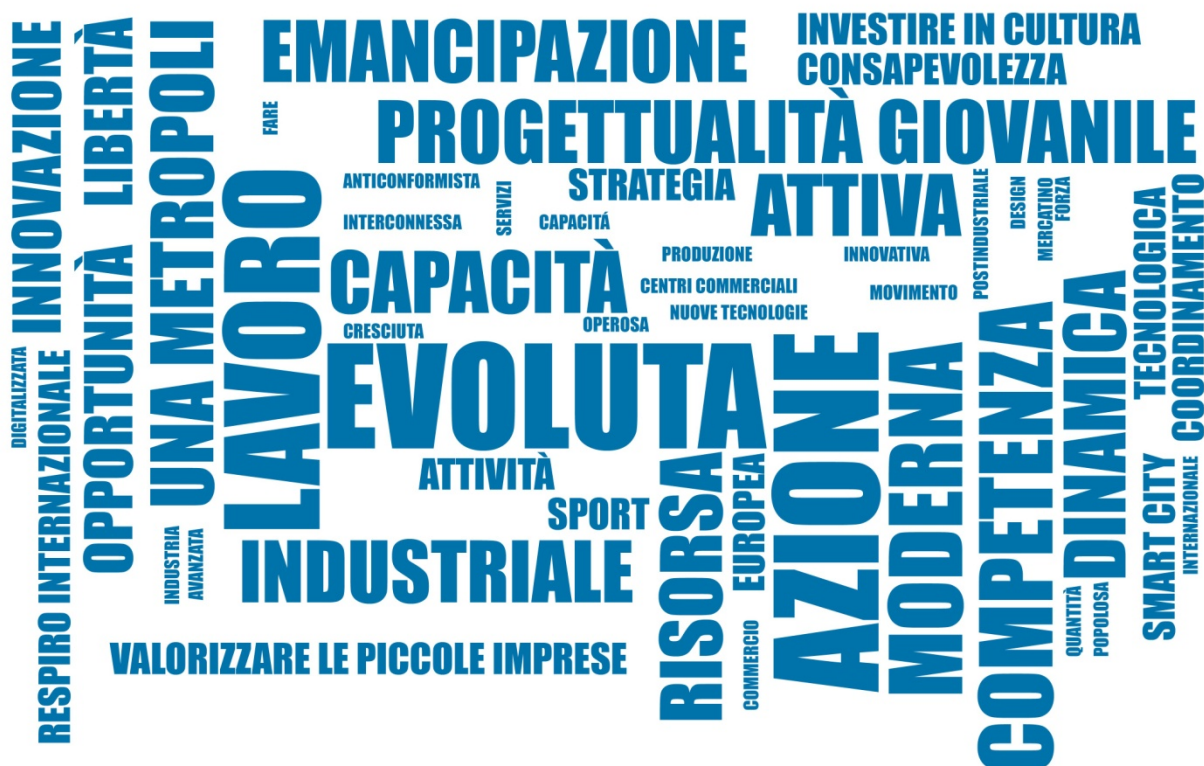 INNOVAZIONE
LIBERTÀ
UNA METROPOLI
EMANCIPAZIONE
INVESTIRE IN CULTURA
CONSAPEVOLEZZA
FARE
PROGETTUALITÀ GIOVANILE
LAVORO
ANTICONFORMISTA
SERVIZI
STRATEGIA
ATTIVA
POSTINDUSTRIALE
DESIGN
MERCATINO
FORZA
TECNOLOGICA
COORDINAMENTO
INTERCONNESSA
CAPACITÁ
OPPORTUNITÀ
CAPACITÀ
PRODUZIONE
INNOVATIVA
CENTRI COMMERCIALI
MOVIMENTO
NUOVE TECNOLOGIE
CRESCIUTA
OPEROSA
DIGITALIZZATA
RESPIRO INTERNAZIONALE
EVOLUTA
AZIONE
MODERNA
COMPETENZA
DINAMICA
ATTIVITÀ
SPORT
RISORSA
EUROPEA
SMART CITY
INTERNAZIONALE
INDUSTRIA
AVANZATA
INDUSTRIALE
QUANTITÀ
POPOLOSA
COMMERCIO
VALORIZZARE LE PICCOLE IMPRESE